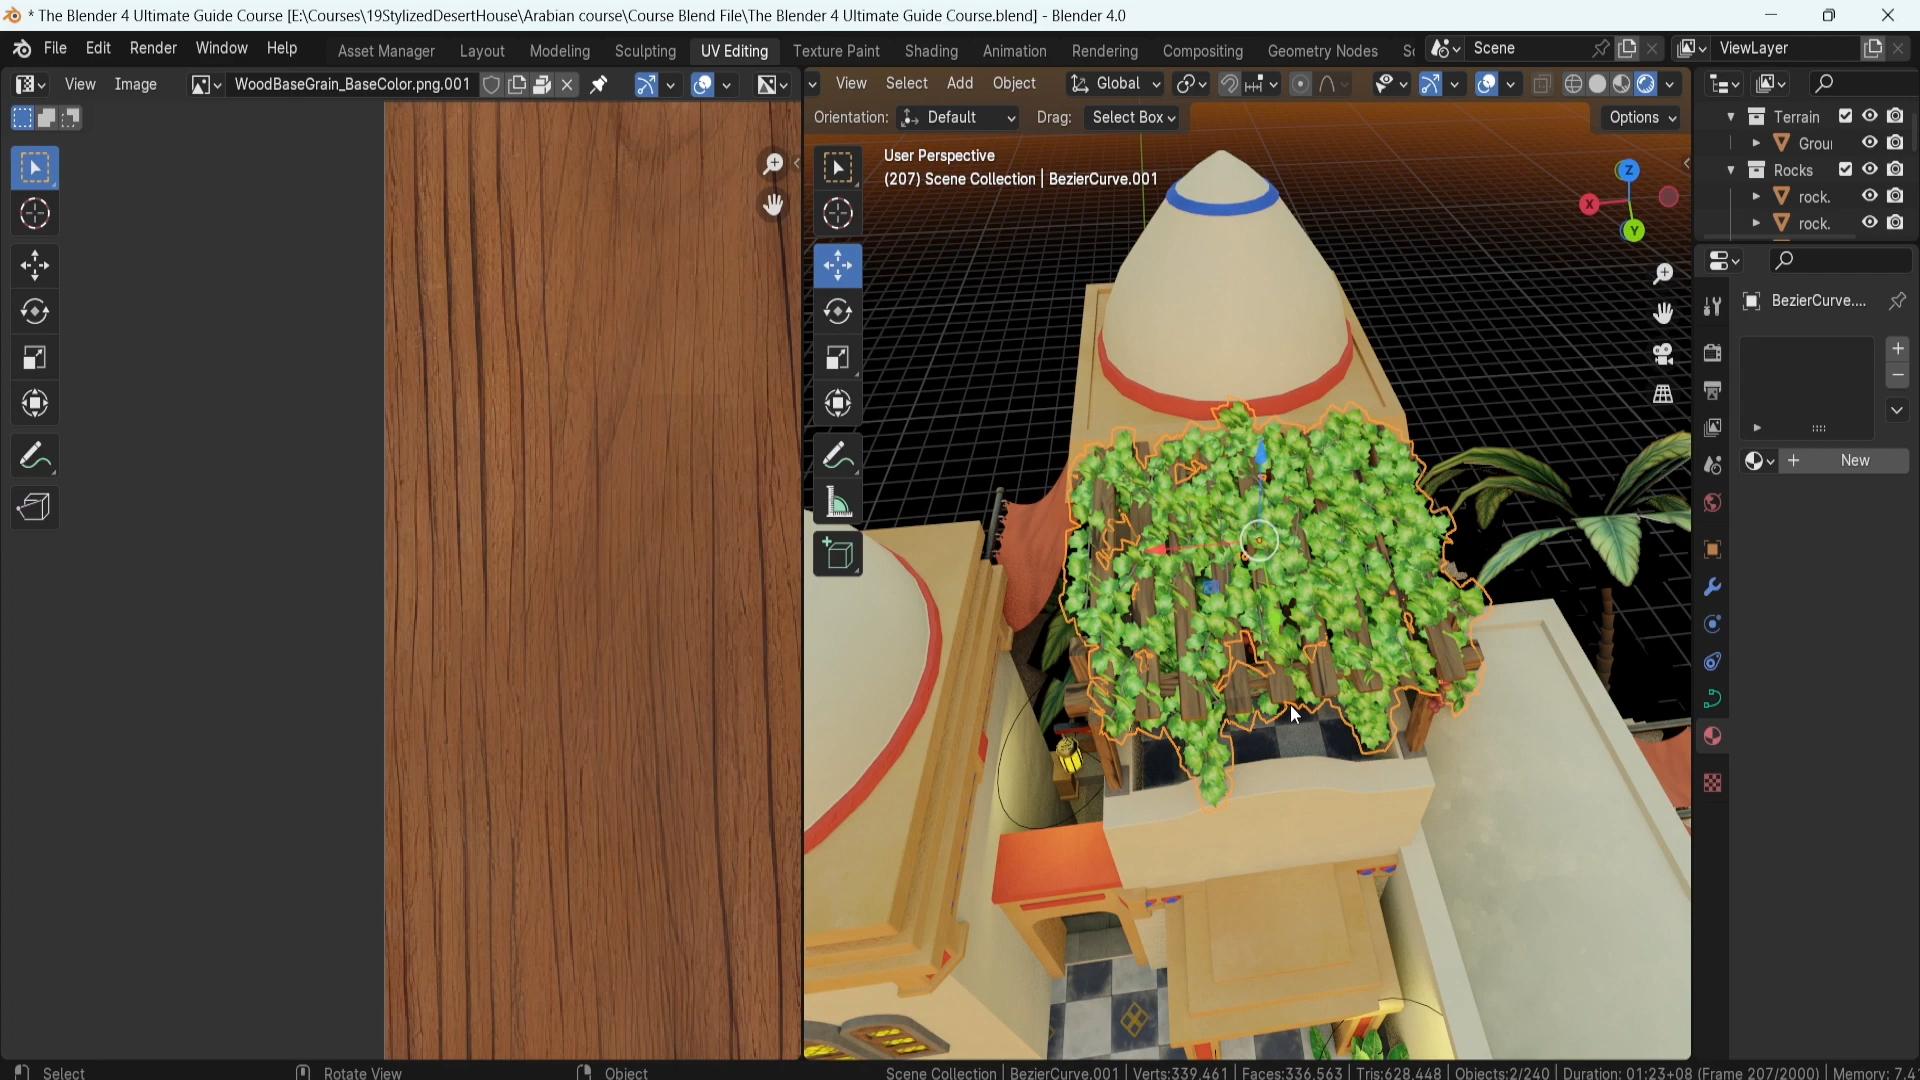 * The Blender 4 Ultimate Guide Course [E:\Courses\19StylizedDesertHouse\Arabian course\Course Blend File\The Blender 4 Ultimate Guide Course.blend] - Blender 4.0
File Edit Render Window Help Asset Manager Layout Modeling Sculpting UV Editing Texture Paint Shading Animation Rendering Compositing Geometry Nodes Sc Scene ViewLayer
View Image WoodBaseGrain_BaseColor.png.001 View Select Add Object Global
Orientation: Default Drag: Select Box Options
Terrain
Grou
Rocks
rock.
rock.
User Perspective
(207) Scene Collection | BezierCurve.001
Z
X
Y
BezierCurve....
New
Select Rotate View Object Scene Collection | BezierCurve.001 | Verts:339,461 | Faces:336,563 | Tris:628,448 | Objects:2/240 | Duration: 01:23+08 (Frame 207/2000) | Memory: 7.4